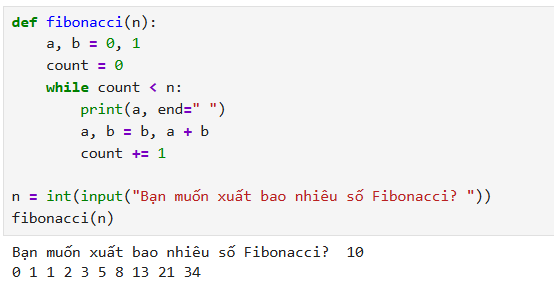 def fibonacci(n):
    a, b = 0, 1
    count = 0
    while count < n:
        print(a, end=" ")
        a, b = b, a + b
        count += 1
n = int(input("Bạn muốn xuất bao nhiêu số Fibonacci? "))
fibonacci(n)
Bạn muốn xuất bao nhiêu số Fibonacci?  10
0 1 1 2 3 5 8 13 21 34